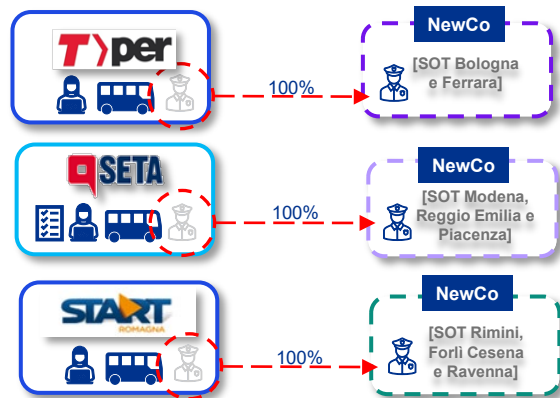 T>per
NewCo
[SOT Bologna
e Ferrara]
100%
SETA
NewCo
[SOT Modena,
Reggio Emilia e
Piacenza]
100%
START
ROMAGNA
NewCo
[SOT Rimini,
Forlì Cesena
e Ravenna]
100%